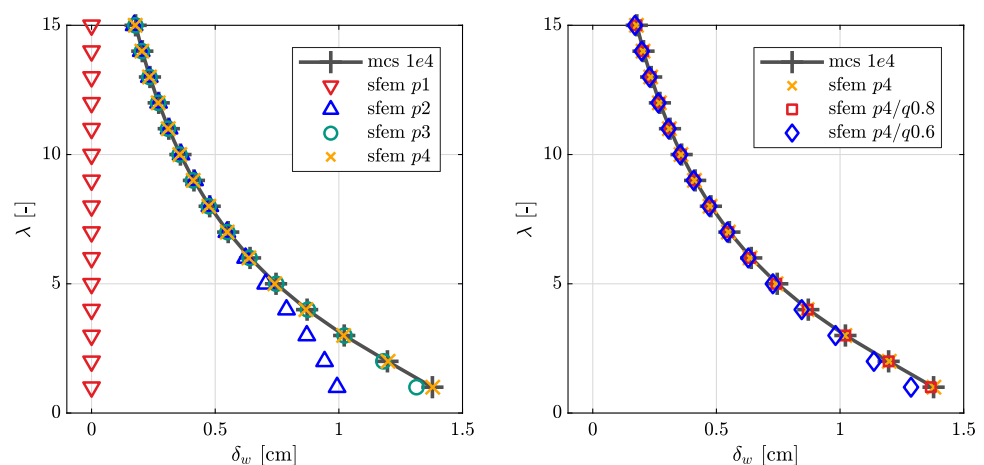 15
10
5
0
λ [-]
0
0.5
1
1.5
δw [cm]
mcs 1e4
sfem p1
sfem p2
sfem p3
sfem p4
15
10
5
0
λ [-]
0
0.5
1
1.5
δw [cm]
mcs 1e4
sfem p4
sfem p4/q0.8
sfem p4/q0.6